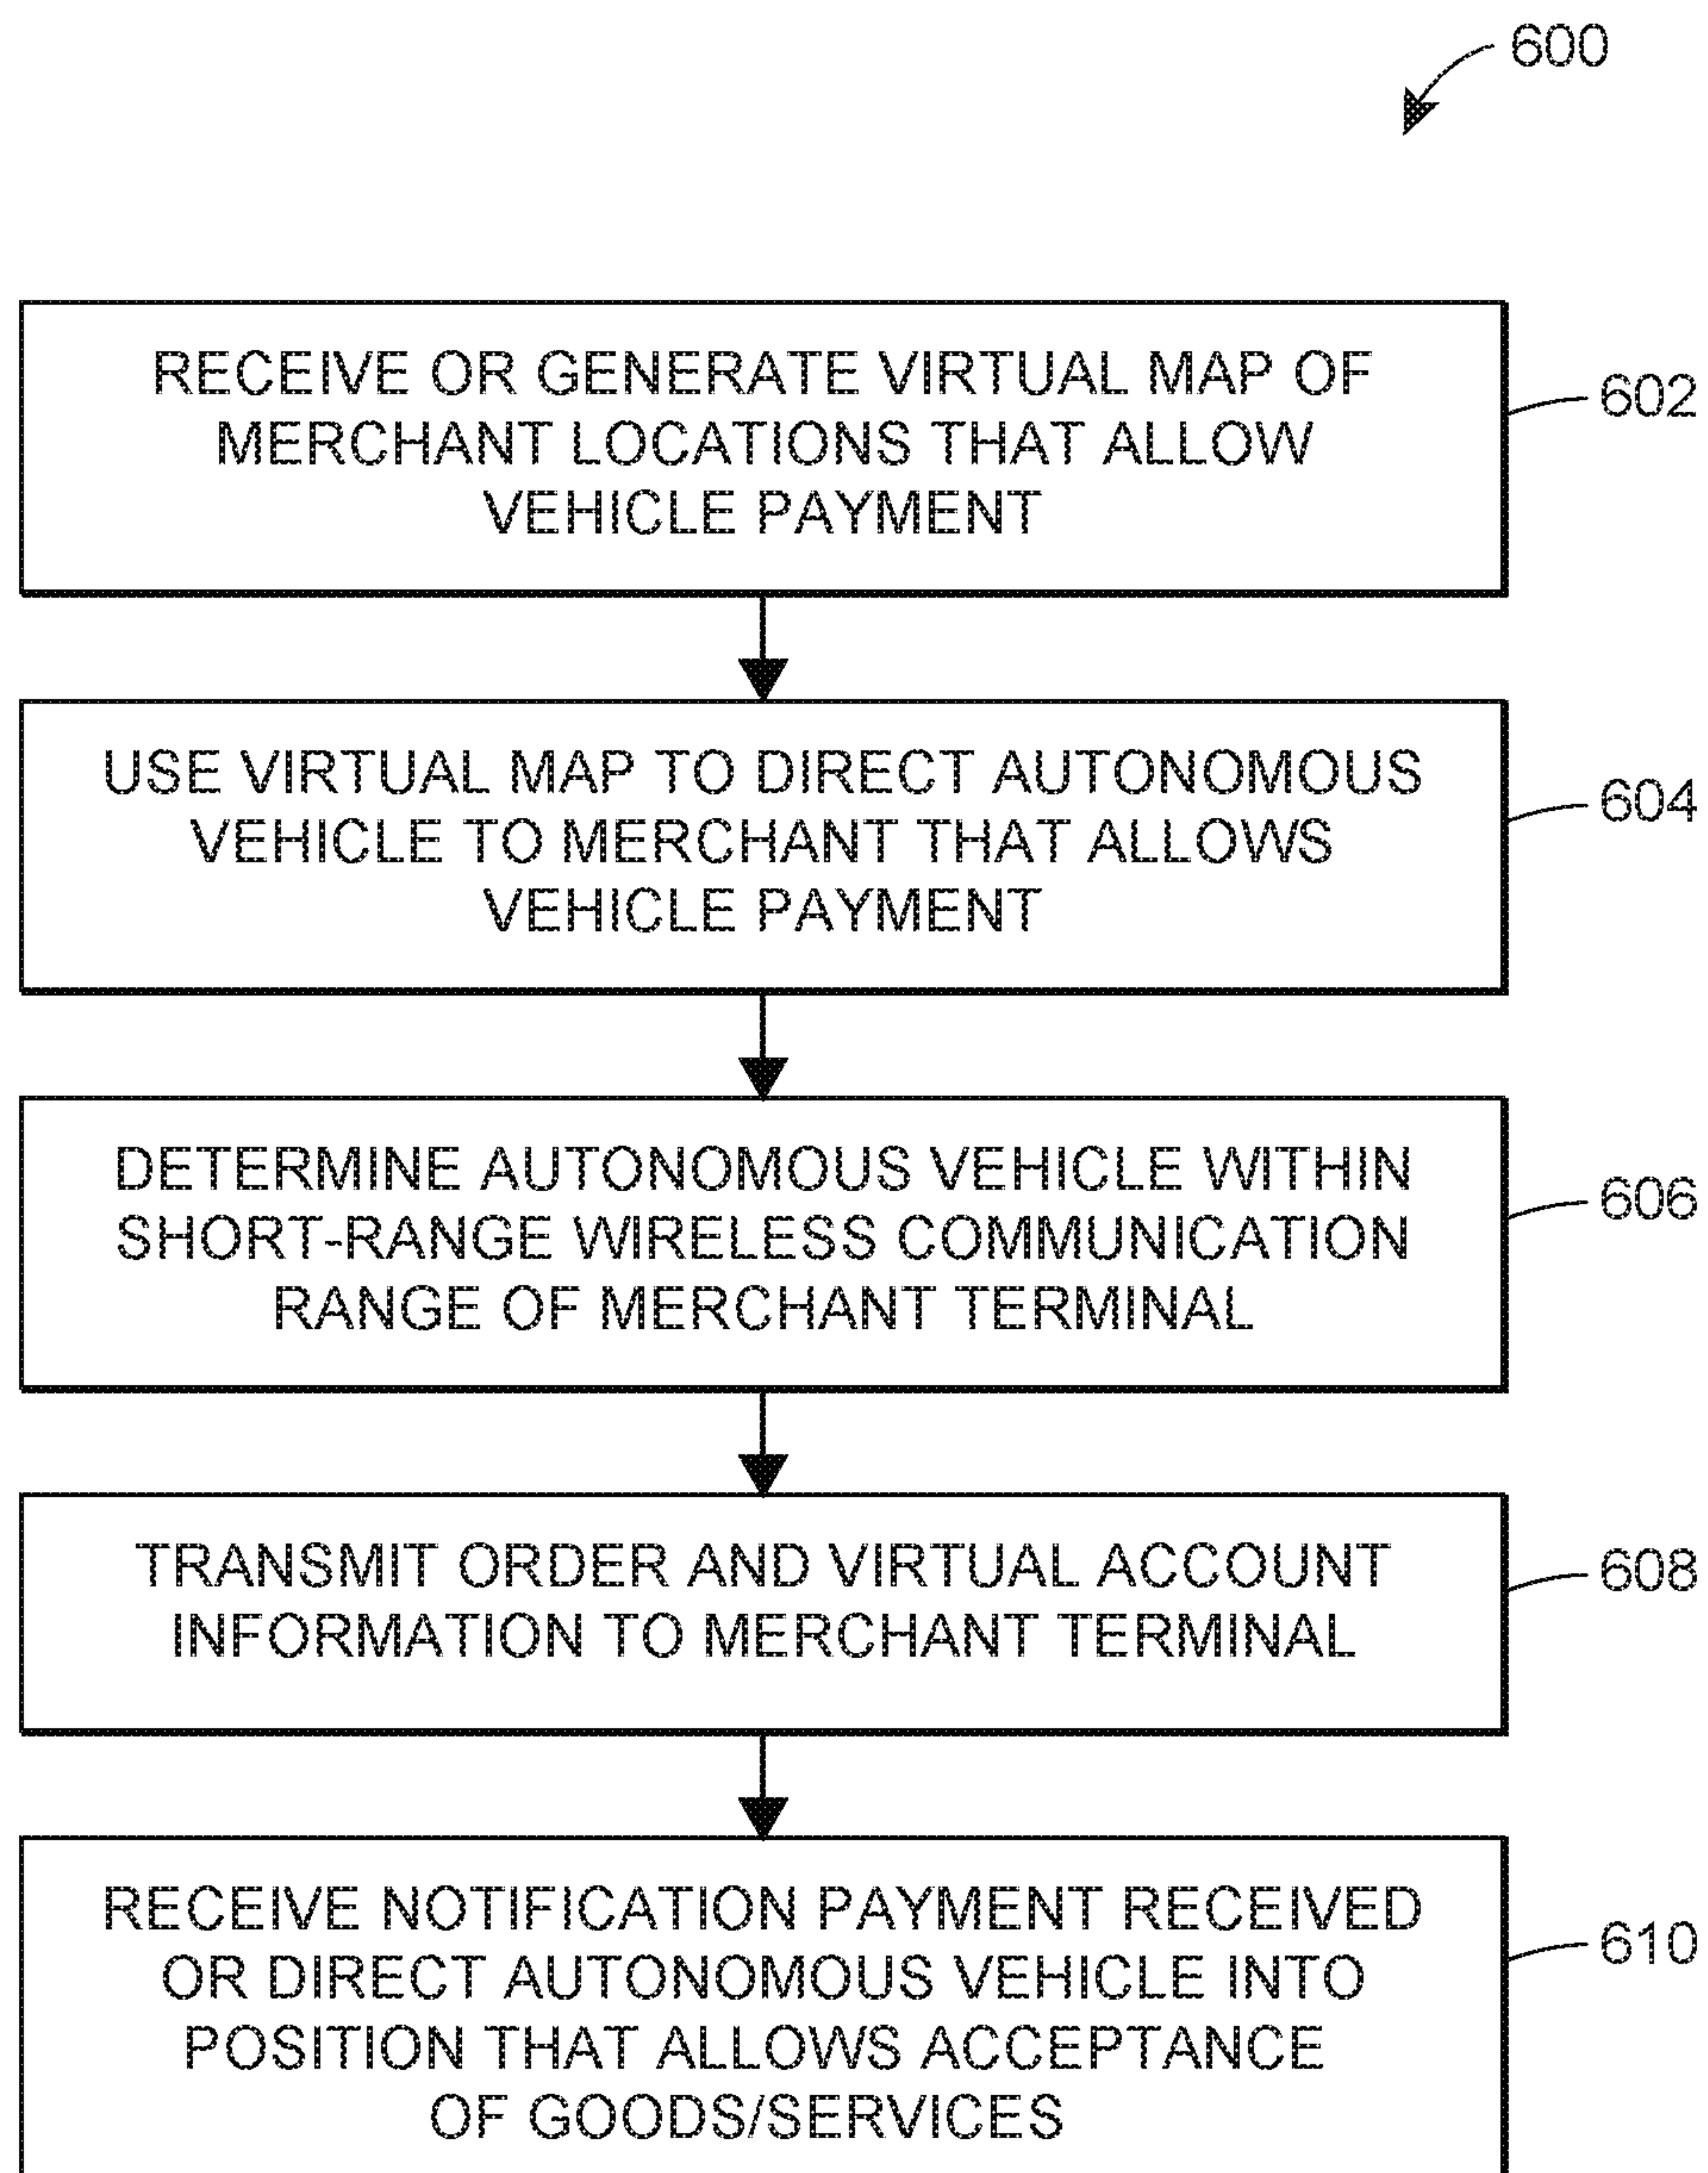 600
RECEIVE OR GENERATE VIRTUAL MAP OF
MERCHANT LOCATIONS THAT ALLOW
VEHICLE PAYMENT
602
USE VIRTUAL MAP TO DIRECT AUTONOMOUS
VEHICLE TO MERCHANT THAT ALLOWS
VEHICLE PAYMENT
604
DETERMINE AUTONOMOUS VEHICLE WITHIN
SHORT-RANGE WIRELESS COMMUNICATION
RANGE OF MERCHANT TERMINAL
606
TRANSMIT ORDER AND VIRTUAL ACCOUNT
INFORMATION TO MERCHANT TERMINAL
608
RECEIVE NOTIFICATION PAYMENT RECEIVED
OR DIRECT AUTONOMOUS VEHICLE INTO
POSITION THAT ALLOWS ACCEPTANCE
OF GOODS/SERVICES
610